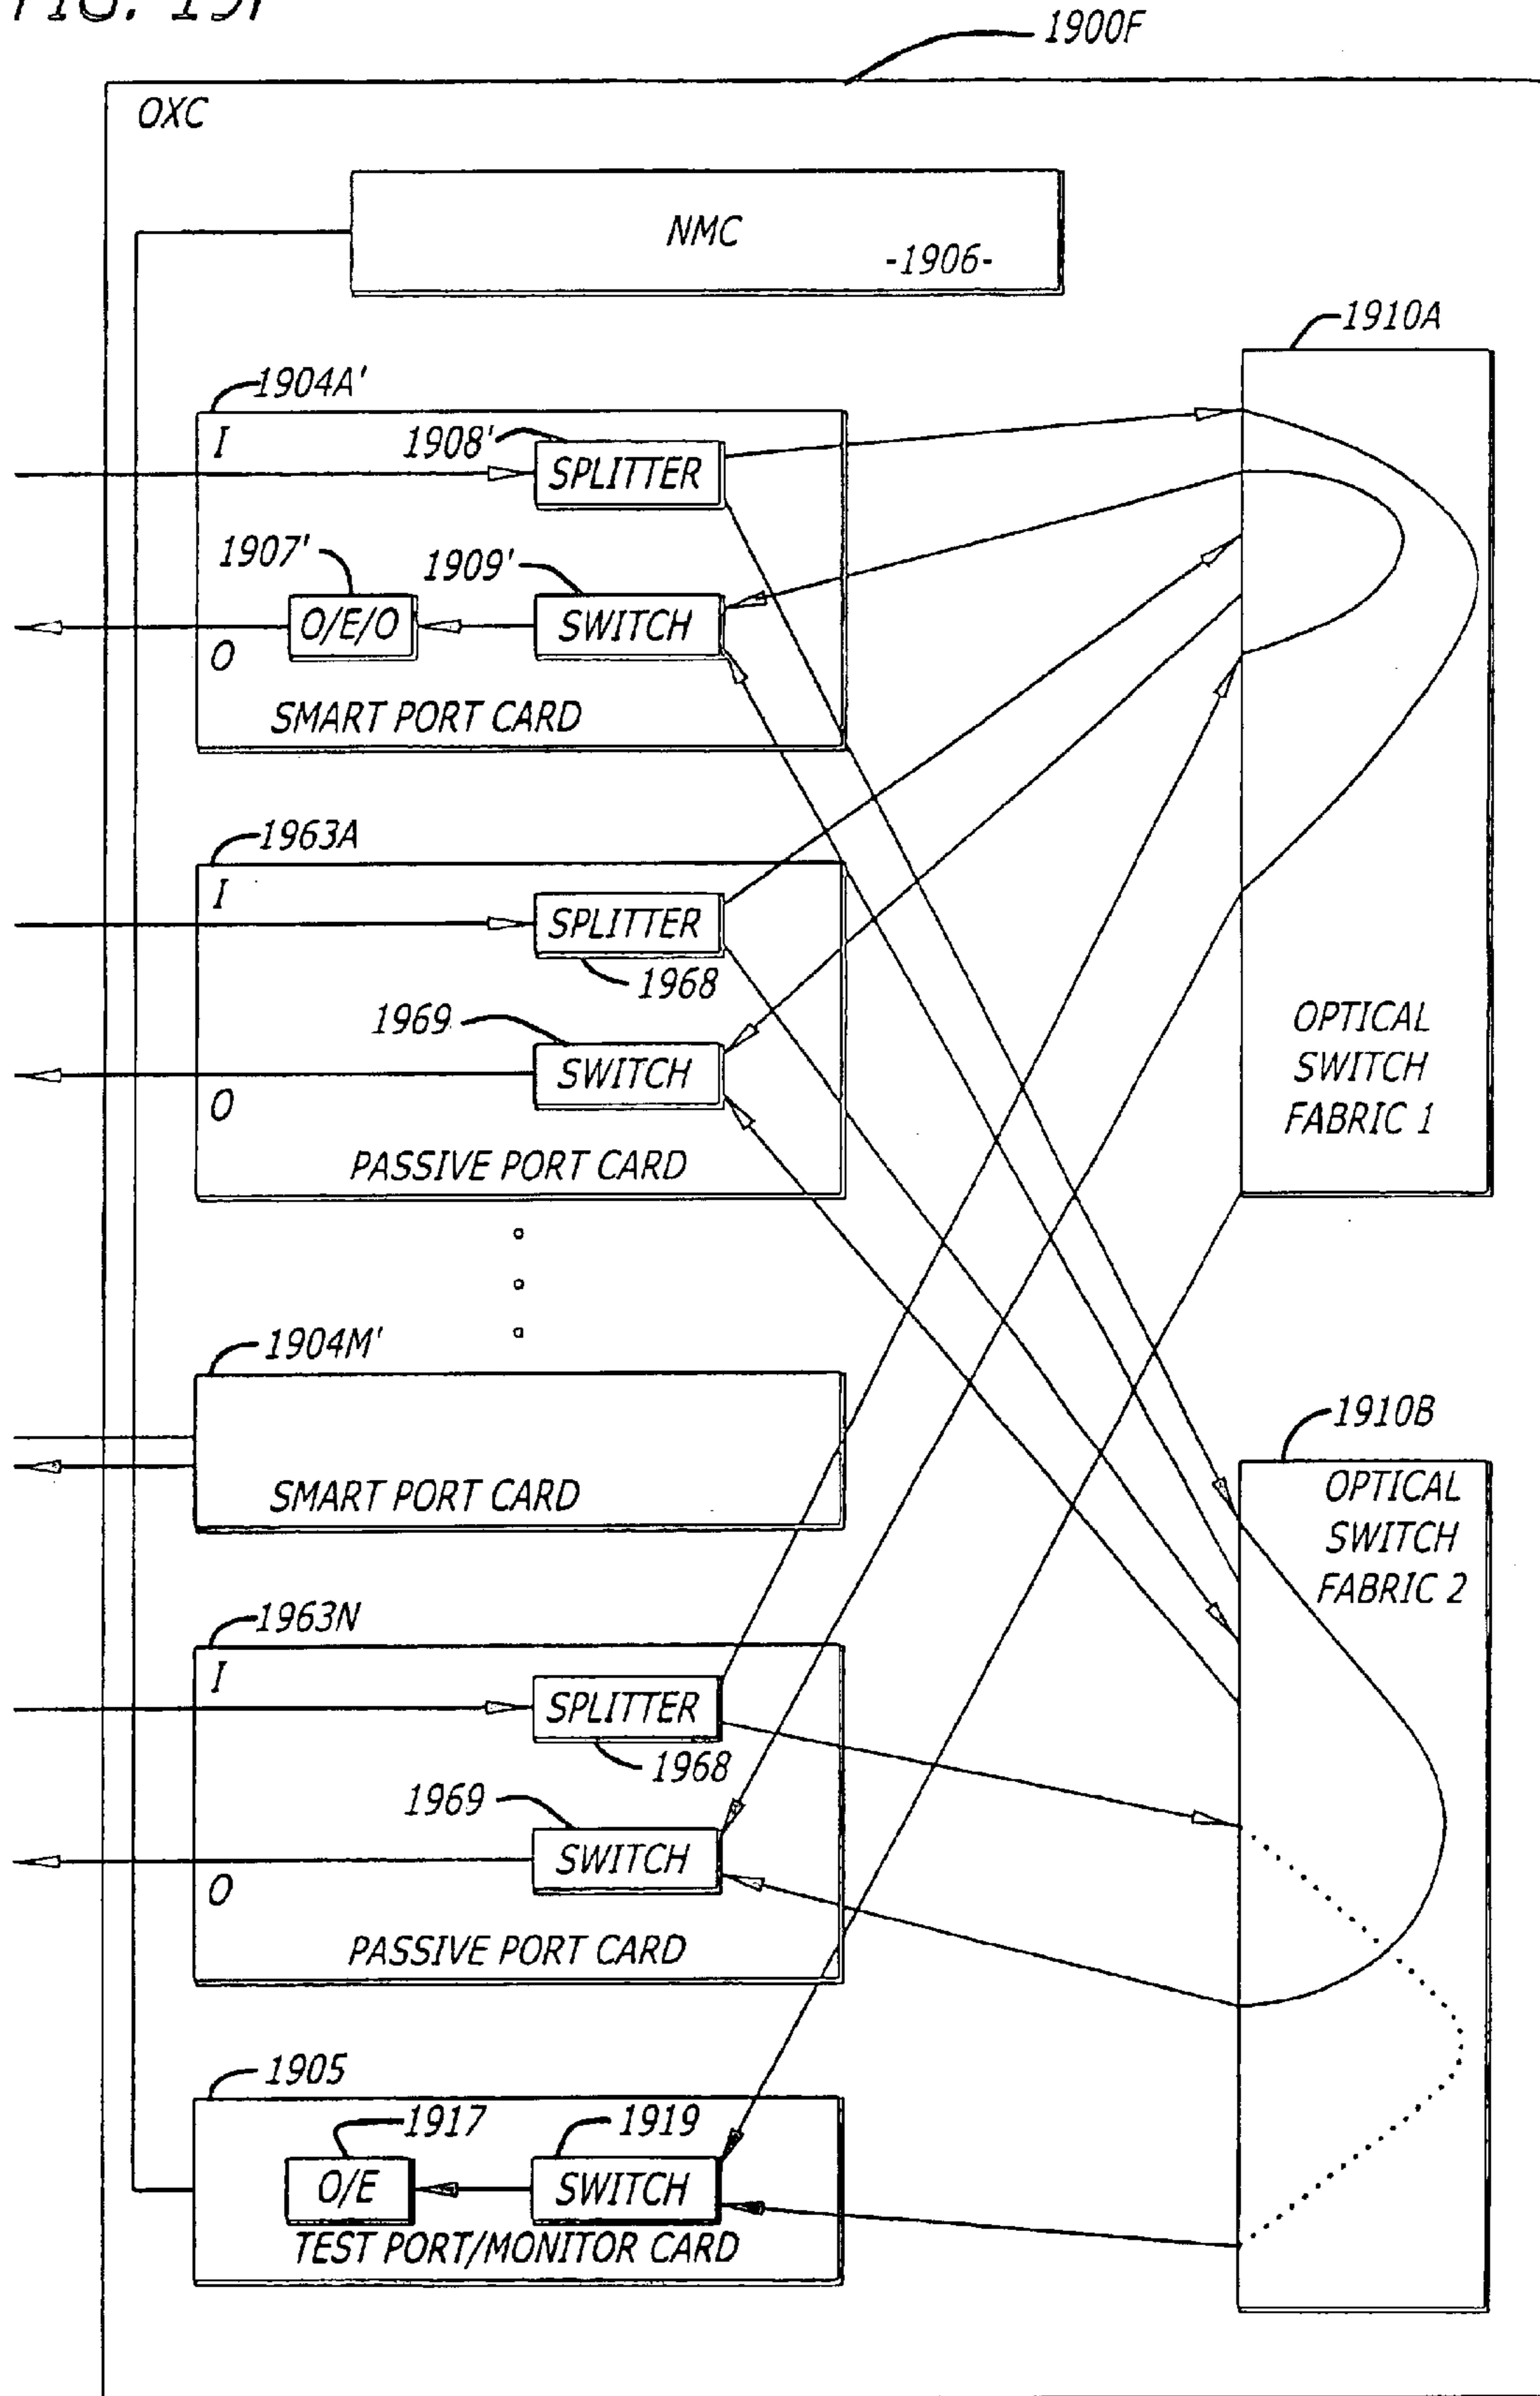 FIG. 19F
1900F
OXC
NMC
-1906-
1910A
1904A'
I
1908'
SPLITTER
1907'
1909'
O/E/O
SWITCH
O
SMART PORT CARD
1963A
I
SPLITTER
1968
1969
SWITCH
O
PASSIVE PORT CARD
OPTICAL
SWITCH
FABRIC 1
1904M'
SMART PORT CARD
1910B
OPTICAL
SWITCH
FABRIC 2
1963N
I
SPLITTER
1968
1969
SWITCH
O
PASSIVE PORT CARD
1905
1917
1919
O/E
SWITCH
TEST PORT/MONITOR CARD